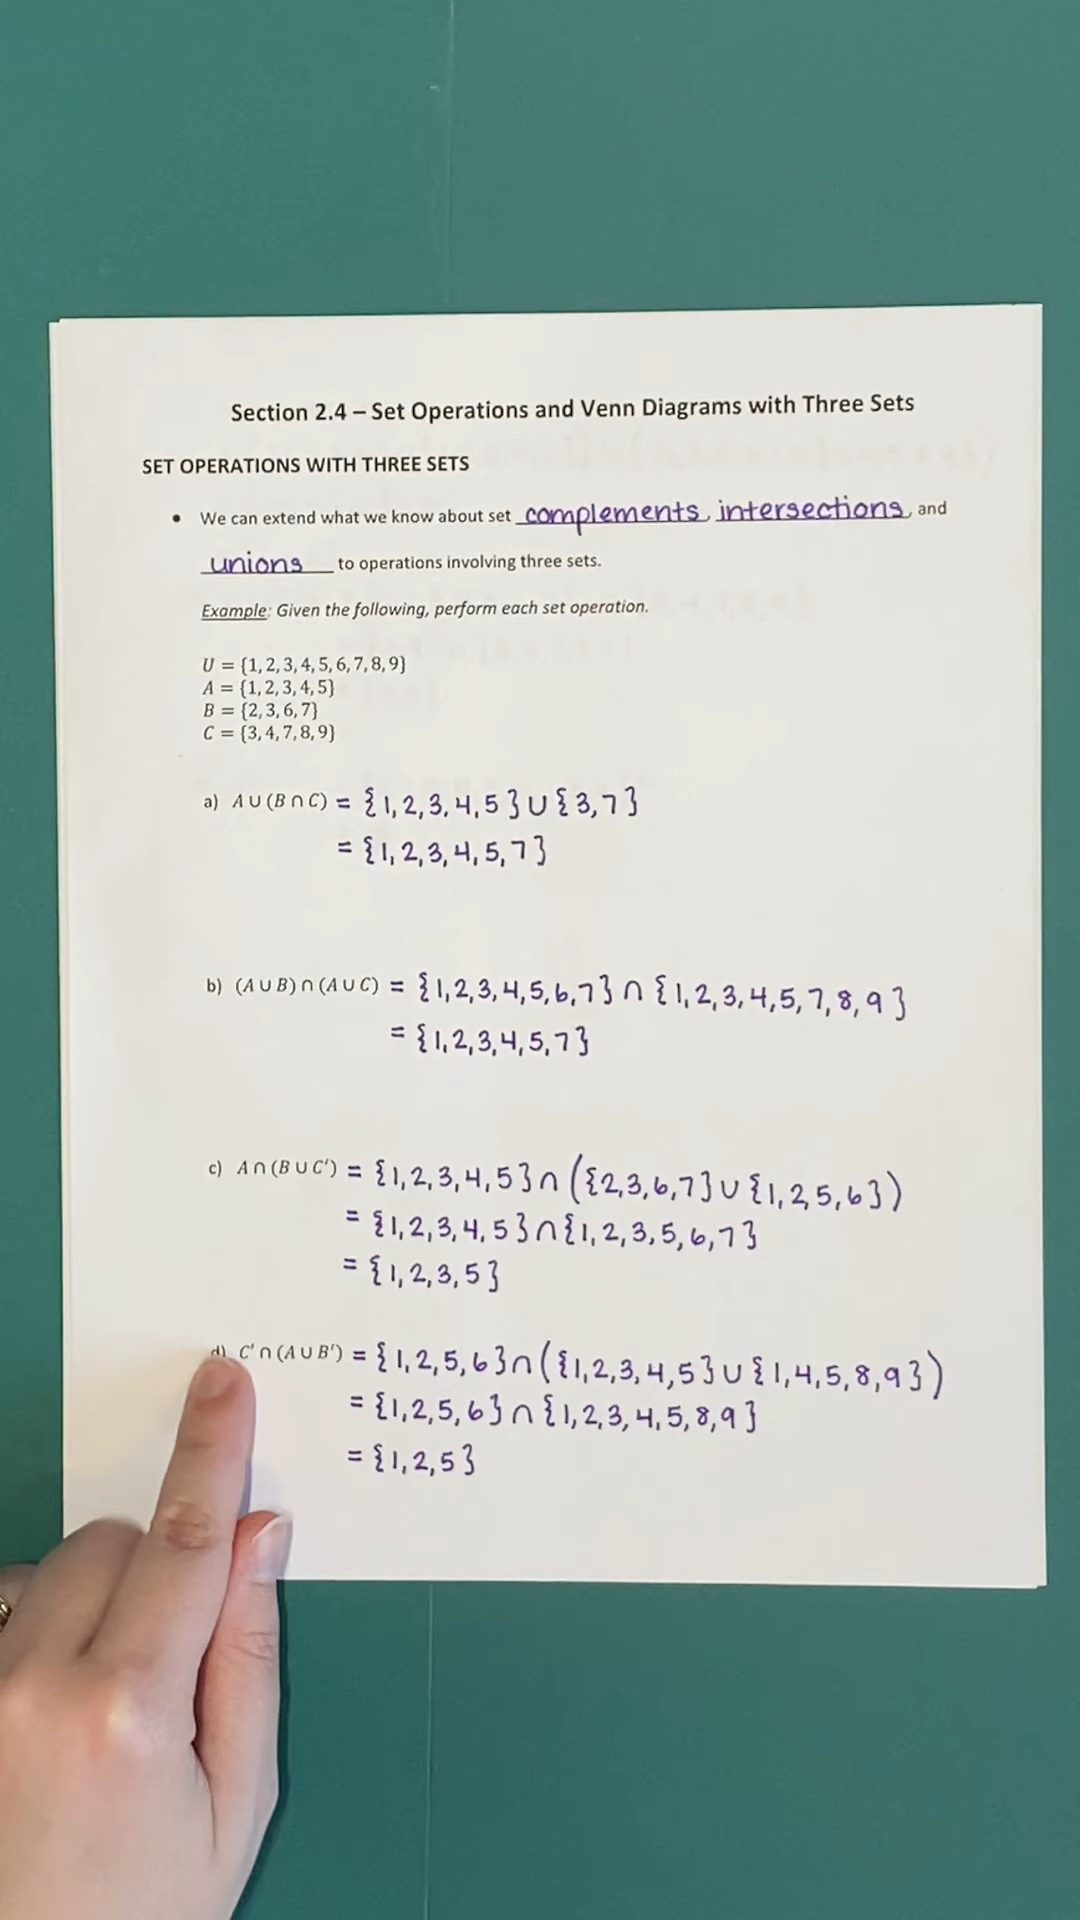 Section 2.4 – Set Operations and Venn Diagrams with Three Sets
SET OPERATIONS WITH THREE SETS
• We can extend what we know about set complements, intersections, and
unions to operations involving three sets.
Example: Given the following, perform each set operation.
U = {1, 2, 3, 4, 5, 6, 7, 8, 9}
A = {1, 2, 3, 4, 5}
B = {2, 3, 6, 7}
C = {3, 4, 7, 8, 9}
a) A ∪ (B ∩ C) = {1, 2, 3, 4, 5} ∪ {3, 7}
= {1, 2, 3, 4, 5, 7}
b) (A ∪ B) ∩ (A ∪ C) = {1, 2, 3, 4, 5, 6, 7} ∩ {1, 2, 3, 4, 5, 7, 8, 9}
= {1, 2, 3, 4, 5, 7}
c) A ∩ (B ∪ C') = {1, 2, 3, 4, 5} ∩ ({2, 3, 6, 7} ∪ {1, 2, 5, 6})
= {1, 2, 3, 4, 5} ∩ {1, 2, 3, 5, 6, 7}
= {1, 2, 3, 5}
d) C' ∩ (A ∪ B') = {1, 2, 5, 6} ∩ ({1, 2, 3, 4, 5} ∪ {1, 4, 5, 8, 9})
= {1, 2, 5, 6} ∩ {1, 2, 3, 4, 5, 8, 9}
= {1, 2, 5}